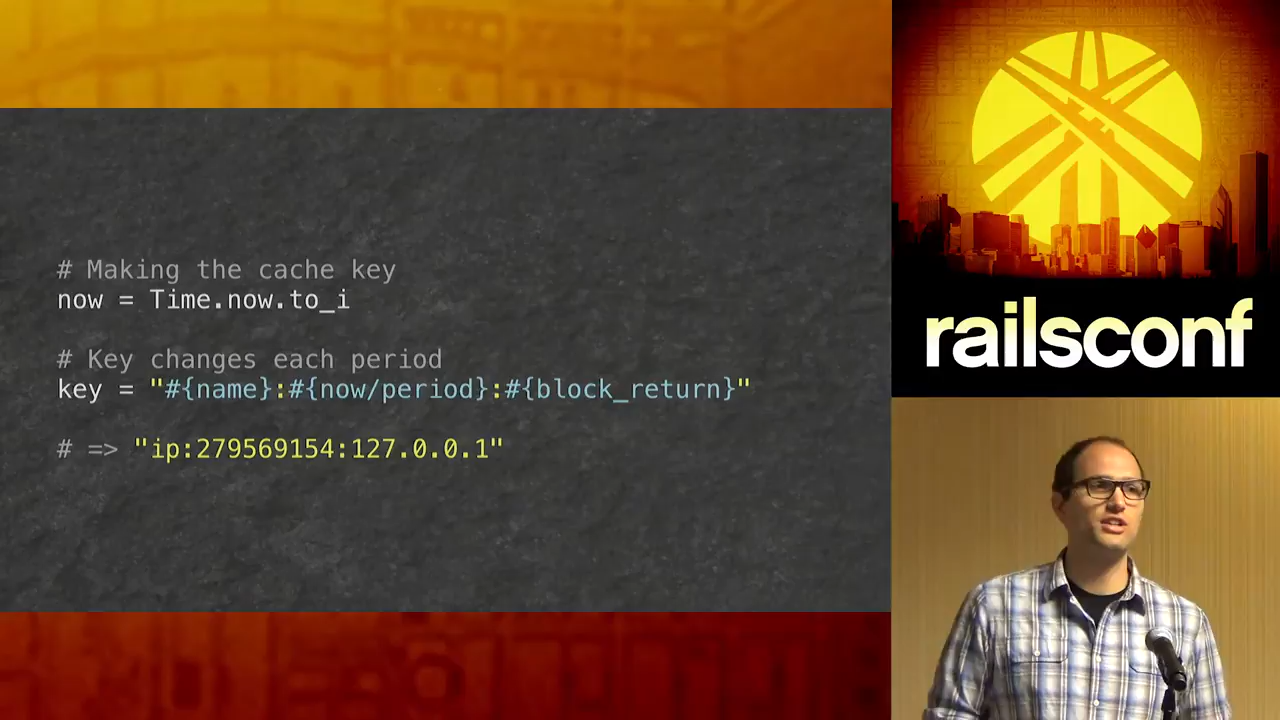 # Making the cache key
now = Time.now.to_i
# Key changes each period
key = "#{name}:#{now/period}:#{block_return}"
# => "ip:279569154:127.0.0.1"
railsconf